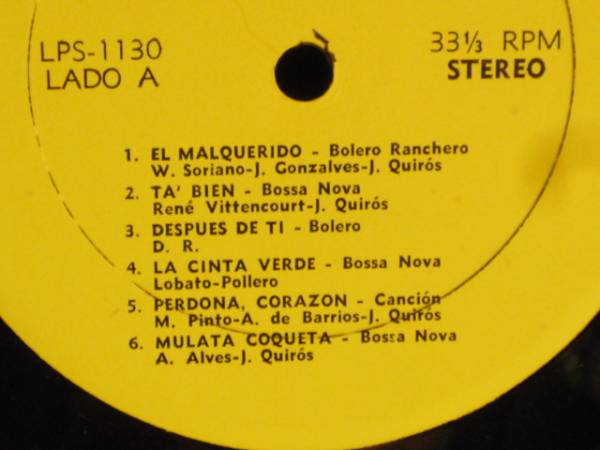 LPS-1130
LADO A
33⅓ RPM
STEREO
1. EL MALQUERIDO - Bolero Ranchero
W. Soriano-J. Gonzalves-J. Quirós
2. TA' BIEN - Bossa Nova
René Vittencourt-J. Quirós
3. DESPUES DE TI - Bolero
D. R.
4. LA CINTA VERDE - Bossa Nova
Lobato-Pollero
5. PERDONA, CORAZON - Canción
M. Pinto-A. de Barrios-J. Quirós
6. MULATA COQUETA - Bossa Nova
A. Alves-J. Quirós